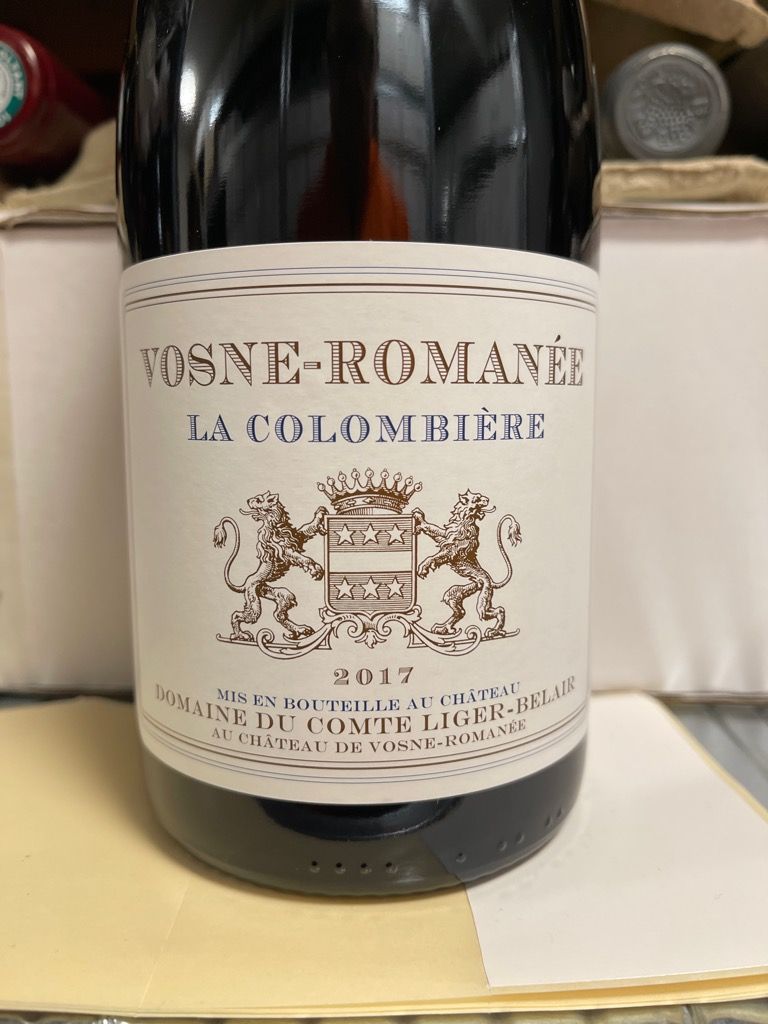 VOSNE-ROMANÉE
LA COLOMBIÈRE
2017
MIS EN BOUTEILLE AU CHÂTEAU
DOMAINE DU COMTE LIGER-BELAIR
AU CHÂTEAU DE VOSNE-ROMANÉE